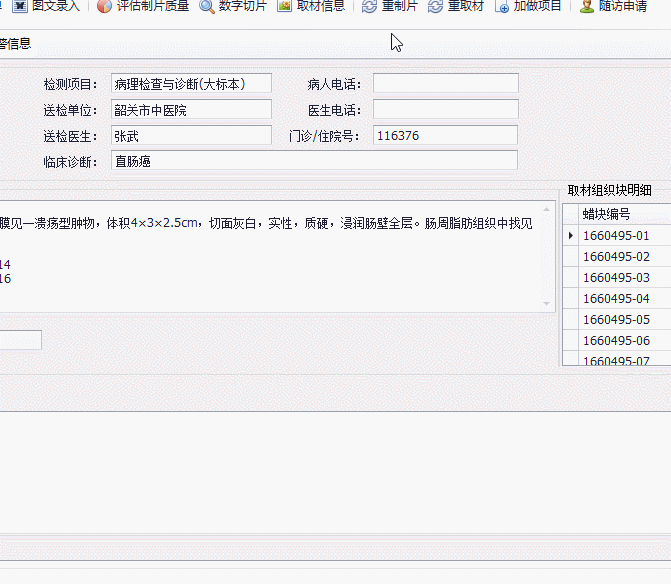 图文录入 评估制片质量 数字切片 取材信息 重制片 重取材 加做项目 随访申请
警信息
检测项目： 病理检查与诊断(大标本） 病人电话：
送检单位： 韶关市中医院 医生电话：
送检医生： 张武 门诊/住院号： 116376
临床诊断： 直肠癌
取材组织块明细
膜见一溃疡型肿物，体积4×3×2.5cm，切面灰白，实性，质硬，浸润肠壁全层。肠周脂肪组织中找见
14
16
蜡块编号
1660495-01
1660495-02
1660495-03
1660495-04
1660495-05
1660495-06
1660495-07